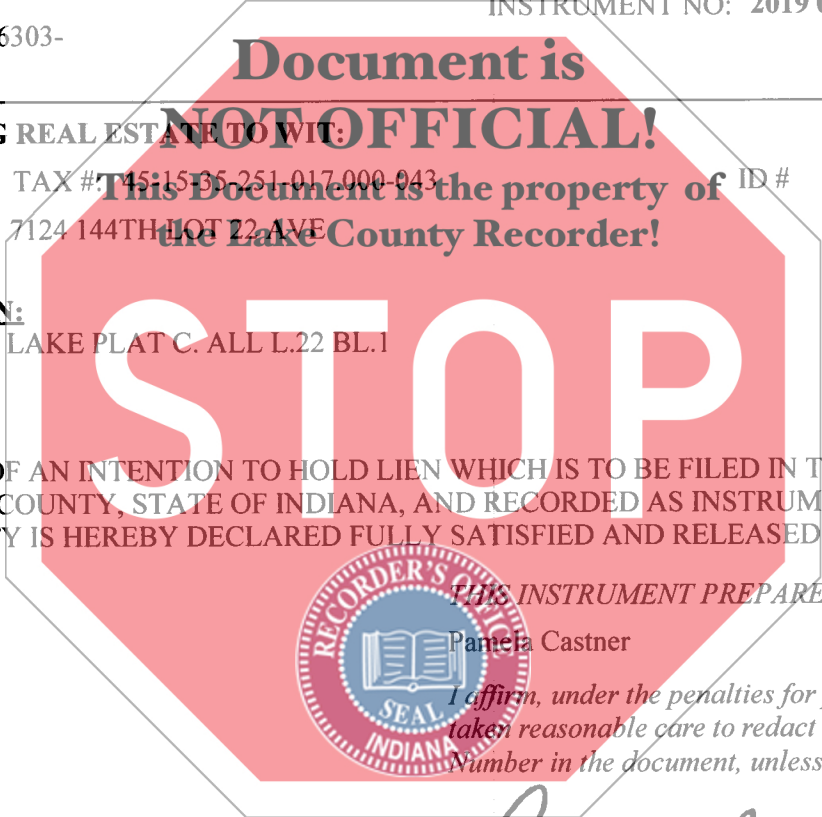 INSTRUMENT NO: 2019
6303-
Document is
NOT OFFICIAL!
REAL ESTATE TO WIT:
TAX #: 45-15-35-251-017.000-043 ID #
This Document is the property of
7124 144TH LOT 22 AVE
the Lake County Recorder!
N:
LAKE PLAT C. ALL L.22 BL.1
STOP
OF AN INTENTION TO HOLD LIEN WHICH IS TO BE FILED IN T
COUNTY, STATE OF INDIANA, AND RECORDED AS INSTRUM
Y IS HEREBY DECLARED FULLY SATISFIED AND RELEASED
RECORDER'S OFFICE
SEAL
INDIANA
THIS INSTRUMENT PREPARE
Pamela Castner
I affirm, under the penalties for
taken reasonable care to redact
Number in the document, unless